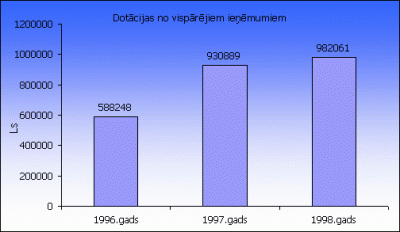 Dotācijas no vispārējiem ieņēmumiem
1200000
1000000
800000
600000
400000
200000
0
Ls
588248
930889
982061
1996.gads
1997.gads
1998.gads